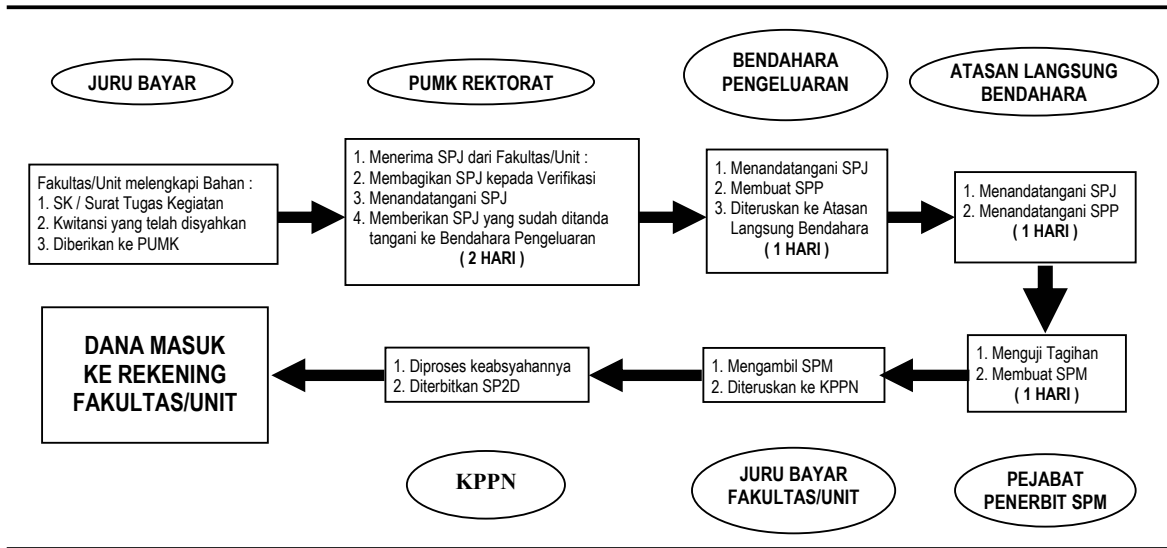 JURU BAYAR
PUMK REKTORAT
BENDAHARA
PENGELUARAN
ATASAN LANGSUNG
BENDAHARA
Fakultas/Unit melengkapi Bahan :
1. SK / Surat Tugas Kegiatan
2. Kwitansi yang telah disyahkan
3. Diberikan ke PUMK
1. Menerima SPJ dari Fakultas/Unit :
2. Membagikan SPJ kepada Verifikasi
3. Menandatangani SPJ
4. Memberikan SPJ yang sudah ditanda
tangani ke Bendahara Pengeluaran
( 2 HARI )
1. Menandatangani SPJ
2. Membuat SPP
3. Diteruskan ke Atasan
Langsung Bendahara
( 1 HARI )
1. Menandatangani SPJ
2. Menandatangani SPP
( 1 HARI )
DANA MASUK
KE REKENING
FAKULTAS/UNIT
1. Diproses keabsyahannya
2. Diterbitkan SP2D
1. Mengambil SPM
2. Diteruskan ke KPPN
1. Menguji Tagihan
2. Membuat SPM
( 1 HARI )
KPPN
JURU BAYAR
FAKULTAS/UNIT
PEJABAT
PENERBIT SPM